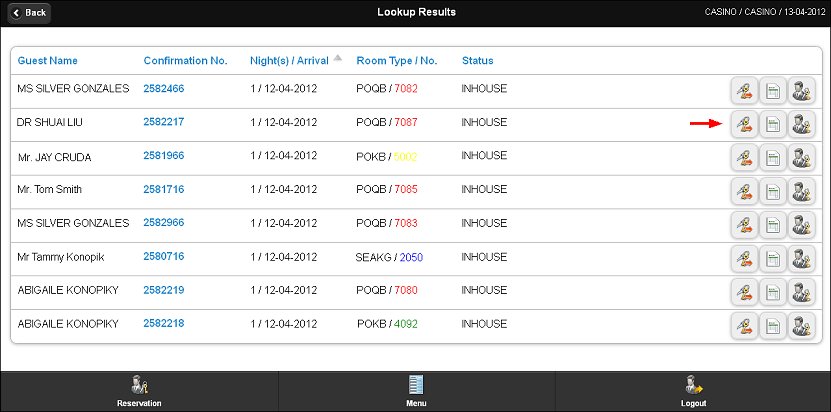 Back Lookup Results CASINO / CASINO / 13-04-2012
Guest Name Confirmation No. Night(s) / Arrival Room Type / No. Status
MS SILVER GONZALES 2582466 1 / 12-04-2012 POQB / 7082 INHOUSE
DR SHUAI LIU 2582217 1 / 12-04-2012 POQB / 7087 INHOUSE
Mr. JAY CRUDA 2581966 1 / 12-04-2012 POKB / 5002 INHOUSE
Mr. Tom Smith 2581716 1 / 12-04-2012 POQB / 7085 INHOUSE
MS SILVER GONZALES 2582966 1 / 12-04-2012 POQB / 7083 INHOUSE
Mr Tammy Konopik 2580716 1 / 12-04-2012 SEAKG / 2050 INHOUSE
ABIGAILE KONOPIKY 2582219 1 / 12-04-2012 POQB / 7080 INHOUSE
ABIGAILE KONOPIKY 2582218 1 / 12-04-2012 POKB / 4092 INHOUSE
Reservation Menu Logout